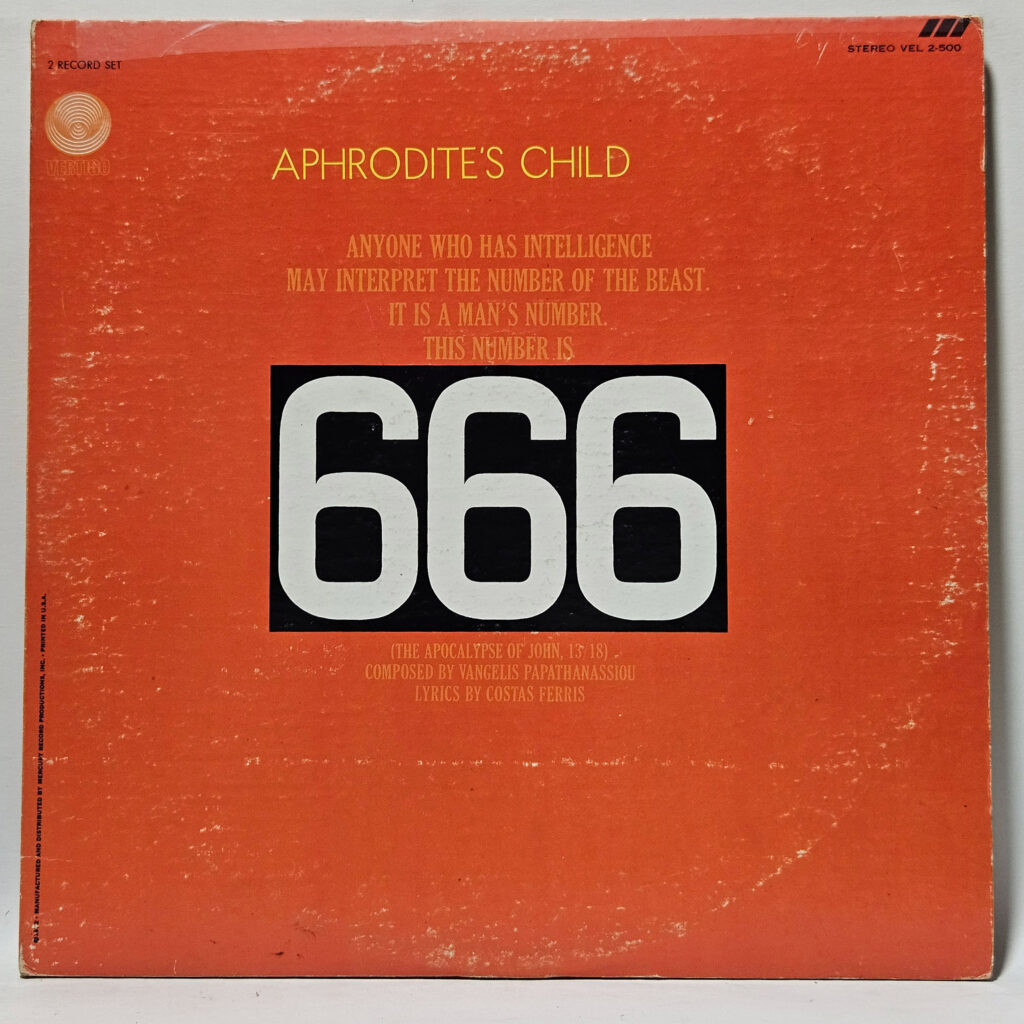 2 RECORD SET
STEREO VEL 2-500
VERTIGO
APHRODITE'S CHILD
ANYONE WHO HAS INTELLIGENCE
MAY INTERPRET THE NUMBER OF THE BEAST.
IT IS A MAN'S NUMBER.
THIS NUMBER IS
666
(THE APOCALYPSE OF JOHN, 13/18)
COMPOSED BY VANGELIS PAPATHANASSIOU
LYRICS BY COSTAS FERRIS
MANUFACTURED AND DISTRIBUTED BY MERCURY RECORD PRODUCTIONS, INC. • PRINTED IN U.S.A.